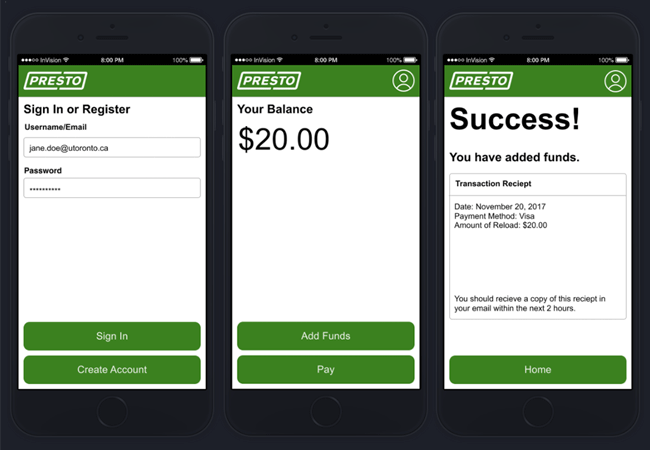 ●●●○○ InVision 8:00 PM 100%
PRESTO
Sign In or Register
Username/Email
jane.doe@utoronto.ca
Password
••••••••••
Sign In
Create Account
●●●○○ InVision 8:00 PM 100%
PRESTO
Your Balance
$20.00
Add Funds
Pay
●●●○○ InVision 8:00 PM 100%
PRESTO
Success!
You have added funds.
Transaction Reciept
Date: November 20, 2017
Payment Method: Visa
Amount of Reload: $20.00
You should recieve a copy of this reciept in
your email within the next 2 hours.
Home